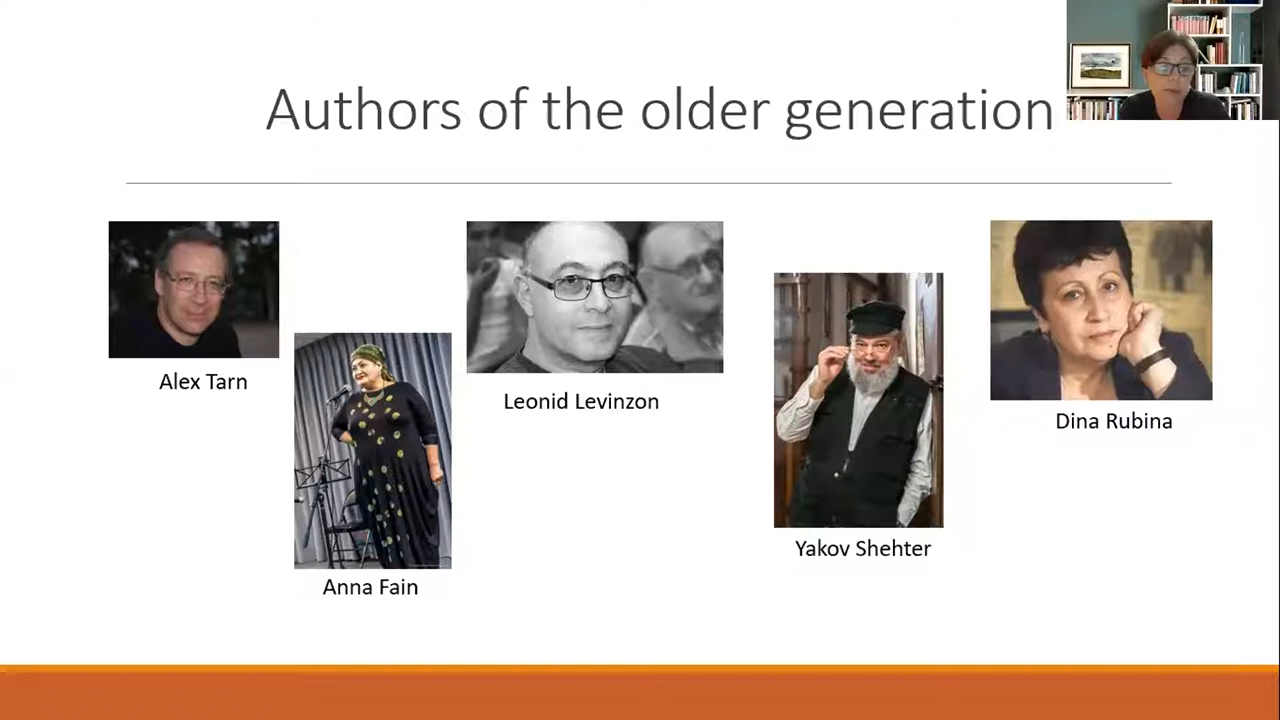 Authors of the older generation
Alex Tarn
Leonid Levinzon
Dina Rubina
Yakov Shehter
Anna Fain